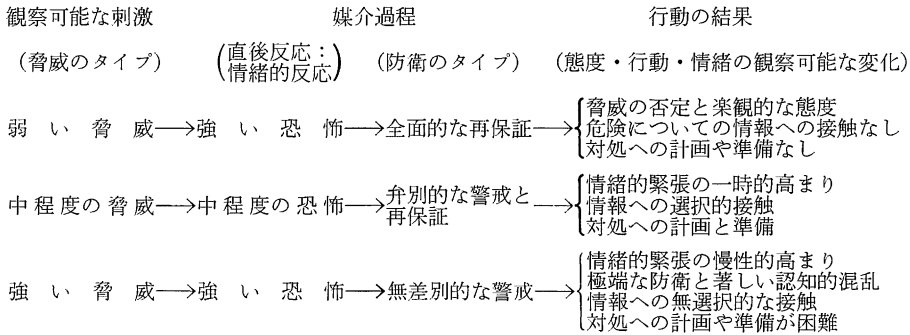 観察可能な刺激 媒介過程 行動の結果
(脅威のタイプ) (直後反応:情緒的反応) (防衛のタイプ) (態度・行動・情緒の観察可能な変化)
弱い脅威→強い恐怖→全面的な再保証→
脅威の否定と楽観的な態度
危険についての情報への接触なし
対処への計画や準備なし
中程度の脅威→中程度の恐怖→弁別的な警戒と再保証→
情緒的緊張の一時的高まり
情報への選択的接触
対処への計画と準備
強い脅威→強い恐怖→無差別的な警戒→
情緒的緊張の慢性的高まり
極端な防衛と著しい認知的混乱
情報への無選択的な接触
対処への計画や準備が困難